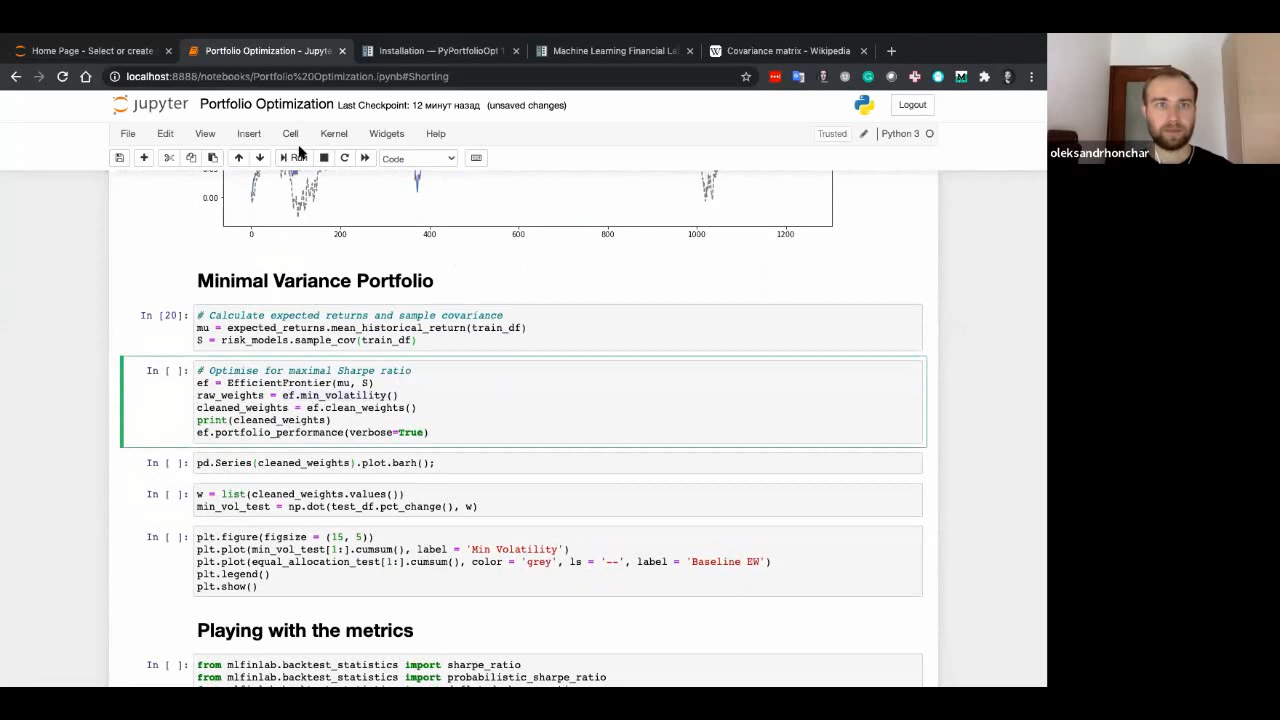 Home Page - Select or create
Portfolio Optimization - Jupyte
Installation — PyPortfolioOpt
Machine Learning Financial La
Covariance matrix - Wikipedia
localhost:8888/notebooks/Portfolio%20Optimization.ipynb#Shorting
jupyter Portfolio Optimization Last Checkpoint: 12 минут назад (unsaved changes)
Logout
File Edit View Insert Cell Kernel Widgets Help
Trusted
Python 3
Run
Code
oleksandrhonchar
0.00
0 200 400 600 800 1000 1200
Minimal Variance Portfolio
In [20]:
# Calculate expected returns and sample covariance
mu = expected_returns.mean_historical_return(train_df)
S = risk_models.sample_cov(train_df)
In [ ]:
# Optimise for maximal Sharpe ratio
ef = EfficientFrontier(mu, S)
raw_weights = ef.min_volatility()
cleaned_weights = ef.clean_weights()
print(cleaned_weights)
ef.portfolio_performance(verbose=True)
In [ ]:
pd.Series(cleaned_weights).plot.barh();
In [ ]:
w = list(cleaned_weights.values())
min_vol_test = np.dot(test_df.pct_change(), w)
In [ ]:
plt.figure(figsize = (15, 5))
plt.plot(min_vol_test[1:].cumsum(), label = 'Min Volatility')
plt.plot(equal_allocation_test[1:].cumsum(), color = 'grey', ls = '--', label = 'Baseline EW')
plt.legend()
plt.show()
Playing with the metrics
In [ ]:
from mlfinlab.backtest_statistics import sharpe_ratio
from mlfinlab.backtest_statistics import probabilistic_sharpe_ratio